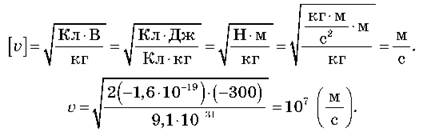 [v] = √(Кл · В / кг) = √(Кл · Дж / Кл · кг) = √(Н · м / кг) = √((кг · м / с²) · м / кг) = м / с.
v = √(2(−1,6 · 10⁻¹⁹) · (−300) / 9,1 · 10⁻³¹) = 10⁷ (м / с).